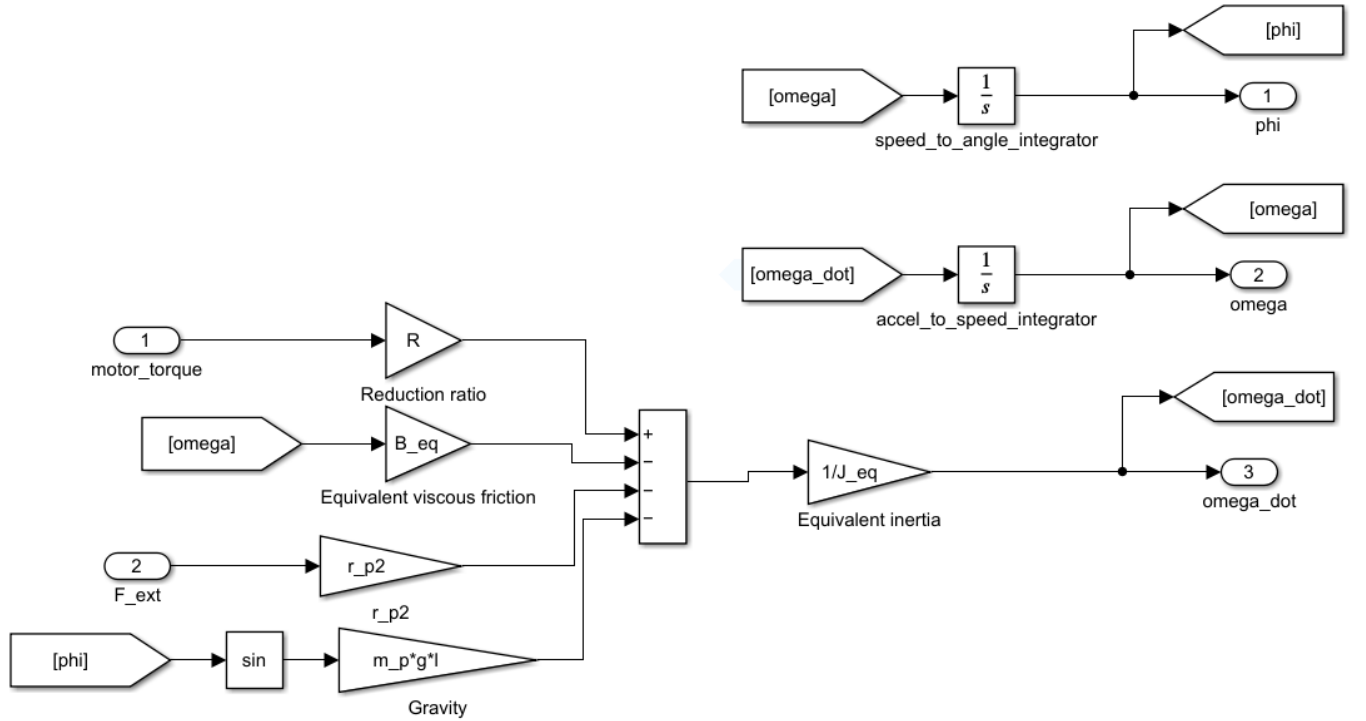 [phi]
[omega]
1
s
1
phi
speed_to_angle_integrator
[omega]
[omega_dot]
1
s
2
omega
accel_to_speed_integrator
1
motor_torque
R
Reduction ratio
[omega_dot]
[omega]
B_eq
+
−
−
−
Equivalent viscous friction
1/J_eq
Equivalent inertia
3
omega_dot
2
F_ext
r_p2
r_p2
[phi]
sin
m_p*g*l
Gravity